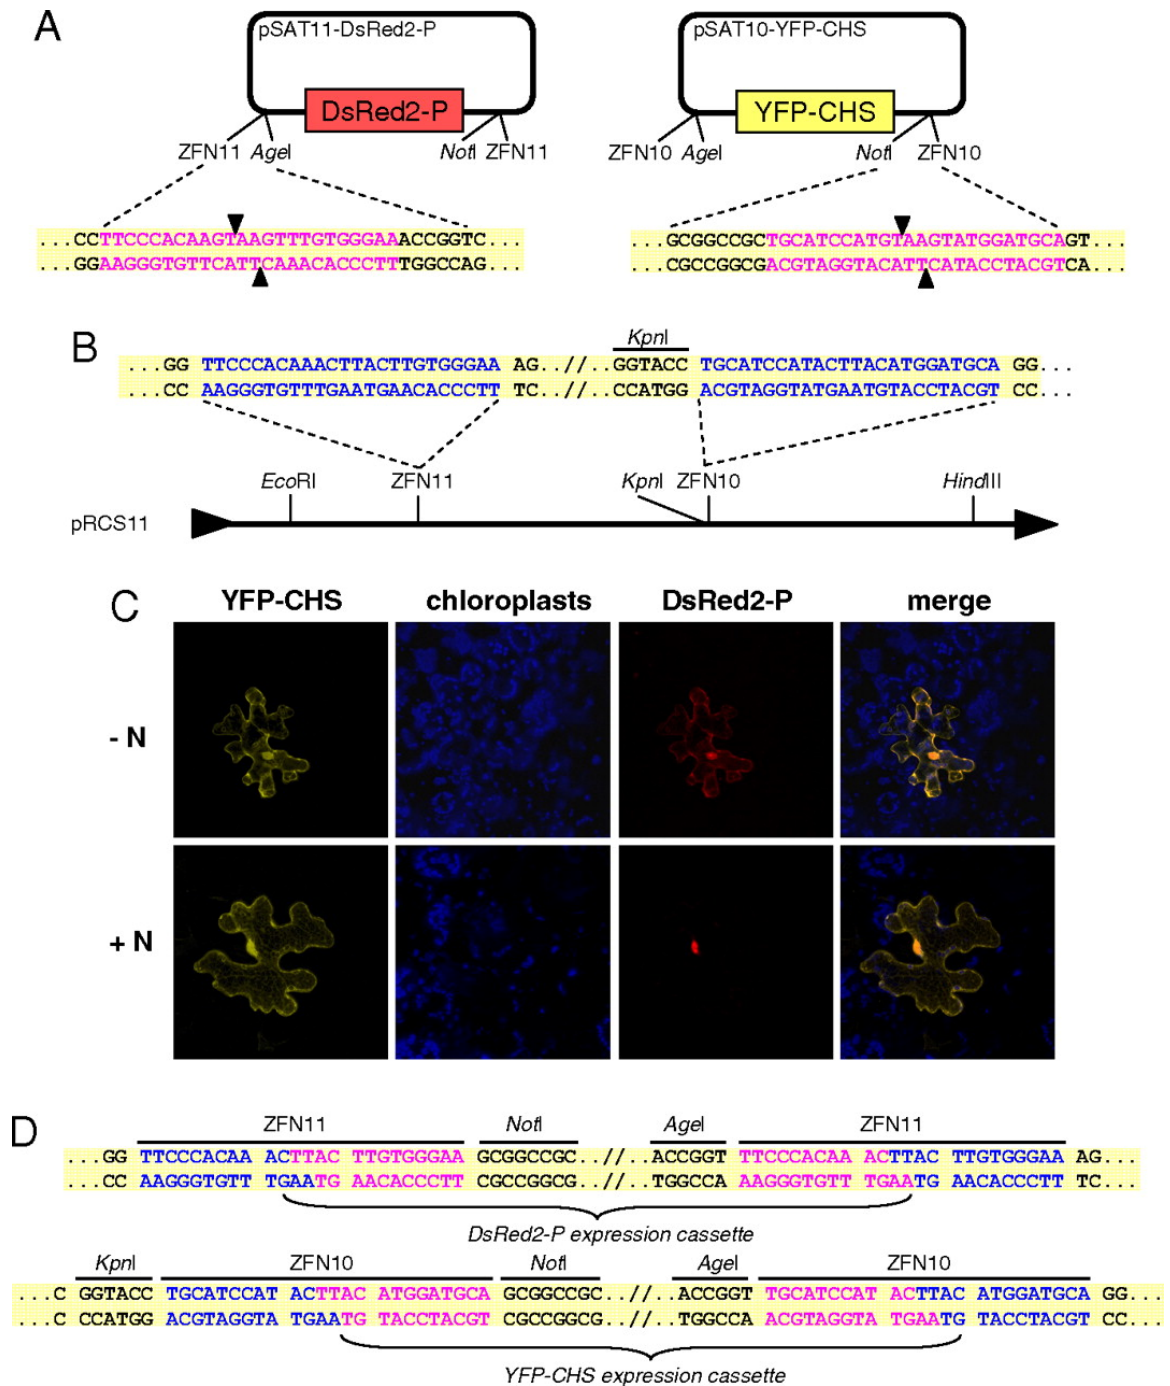 A
pSAT11-DsRed2-P
pSAT10-YFP-CHS
DsRed2-P
YFP-CHS
ZFN11 AgeI
NotI ZFN11
ZFN10 AgeI
NotI ZFN10
...CCTTCCCACAAGTAAGTTTGTGGGAAACCGGTC...
...GGAAGGGTGTTCATTCAAACACCCTTTGGCCAG...
...GCGGCCGCTGCATCCATGTAAGTATGGATGCAGT...
...CGCCGGCGACGTAGGTACATTCATACCTACGTCA...
B
KpnI
...GG TTCCCACAAACTTACTTGTGGGAA AG..//..GGTACC TGCATCCATACTTACATGGATGCA GG...
...CC AAGGGTGTTTGAATGAACACCCTT TC..//..CCATGG ACGTAGGTATGAATGTACCTACGT CC...
EcoRI
ZFN11
KpnI
ZFN10
HindIII
pRCS11
C
YFP-CHS
chloroplasts
DsRed2-P
merge
- N
+ N
D
ZFN11
NotI
AgeI
ZFN11
...GG TTCCCACAA ACTTAC TTGTGGGAA GCGGCCGC..//..ACCGGT TTCCCACAA ACTTAC TTGTGGGAA AG...
...CC AAGGGTGTT TGAATG AACACCCTT CGCCGGCG..//..TGGCCA AAGGGTGTT TGAATG AACACCCTT TC...
DsRed2-P expression cassette
KpnI
ZFN10
NotI
AgeI
ZFN10
...C GGTACC TGCATCCAT ACTTAC ATGGATGCA GCGGCCGC..//..ACCGGT TGCATCCAT ACTTAC ATGGATGCA GG...
...C CCATGG ACGTAGGTA TGAATG TACCTACGT CGCCGGCG..//..TGGCCA ACGTAGGTA TGAATG TACCTACGT CC...
YFP-CHS expression cassette